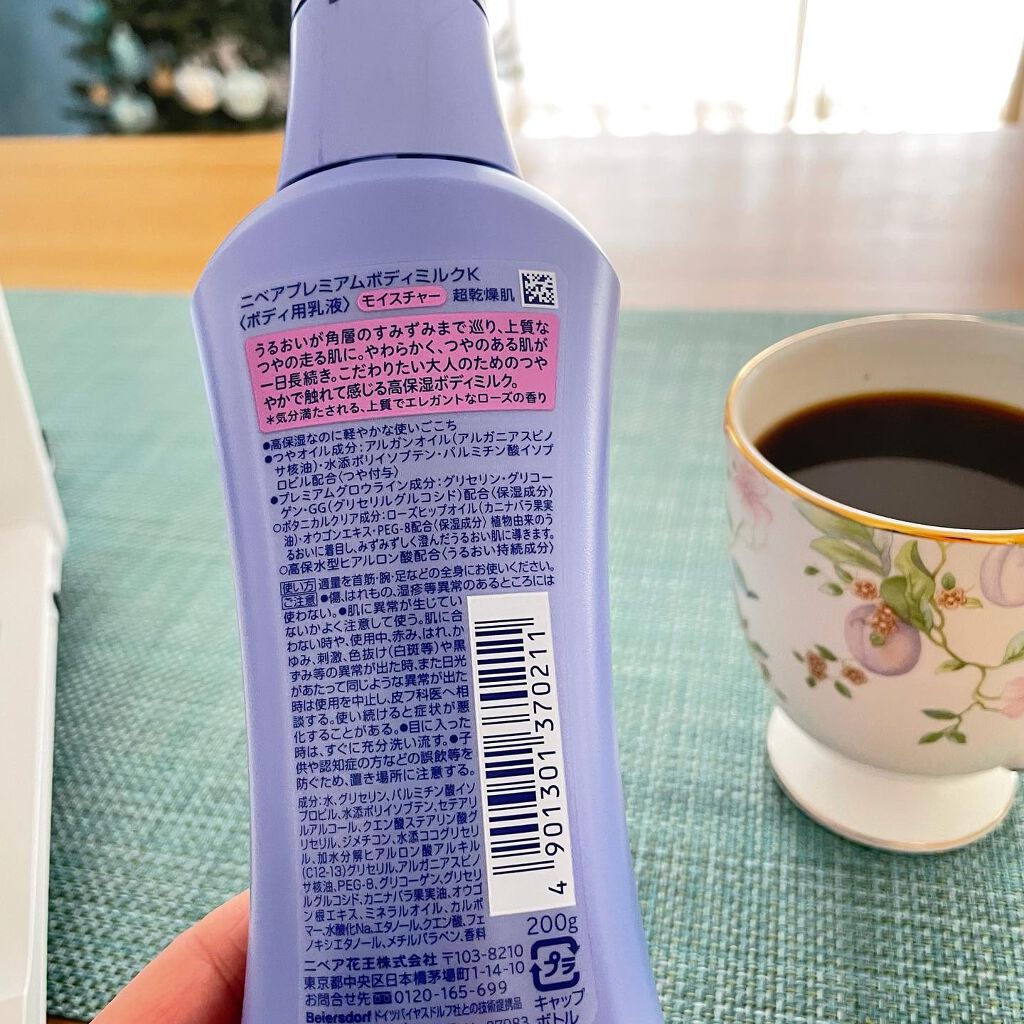 ニベアプレミアムボディミルクK
〈ボディ用乳液〉 モイスチャー 超乾燥肌
うるおいが角層のすみずみまで巡り、上質な
つやの走る肌に。やわらかく、つやのある肌が
一日長続き。こだわりたい大人のためのつや
やかで触れて感じる高保湿ボディミルク。
*気分満たされる、上質でエレガントなローズの香り
●高保湿なのに軽やかな使いごこち
●つやオイル成分:アルガンオイル(アルガニアスピノ
サ核油)・水添ポリイソブテン・パルミチン酸イソプ
ロピル配合〈つや付与〉
●プレミアムグロウライン成分:グリセリン・グリコー
ゲン・GG(グリセリルグルコシド)配合〈保湿成分〉
○ボタニカルクリア成分:ローズヒップオイル(カニナバラ果実
油)・オウゴンエキス・PEG-8配合〈保湿成分〉植物由来のう
るおいに着目し、みずみずしく澄んだうるおい肌に導きます。
○高保水型ヒアルロン酸配合〈うるおい持続成分〉
使い方 適量を首筋・腕・足などの全身にお使いください。
ご注意 ●傷、はれもの、湿疹等異常のあるところには
使わない。●肌に異常が生じてい
ないかよく注意して使う。肌に合
わない時や、使用中、赤み、はれ、か
ゆみ、刺激、色抜け(白斑等)や黒
ずみ等の異常が出た時、また日光
があたって同じような異常が出た
時は使用を中止し、皮フ科医へ相
談する。使い続けると症状が悪
化することがある。●目に入った
時は、すぐに充分洗い流す。●子
供や認知症の方などの誤飲等を
防ぐため、置き場所に注意する。
成分:水、グリセリン、パルミチン酸イソ
プロピル、水添ポリイソブテン、セテアリ
ルアルコール、クエン酸ステアリン酸グ
リセリル、ジメチコン、水添ココグリセリ
ル、加水分解ヒアルロン酸アルキル
(C12-13)グリセリル、アルガニアスピノ
サ核油、PEG-8、グリコーゲン、グリセリ
ルグルコシド、カニナバラ果実油、オウゴ
ン根エキス、ミネラルオイル、カルボ
マー、水酸化Na、エタノール、クエン酸、フェ
ノキシエタノール、メチルパラベン、香料
4 901301 370211
200g
ニベア花王株式会社 〒103-8210
東京都中央区日本橋茅場町1-14-10
お問合せ先 0120-165-699
Beiersdorf ドイツバイヤスドルフ社との技術提携品
プラ
キャップ
ボトル